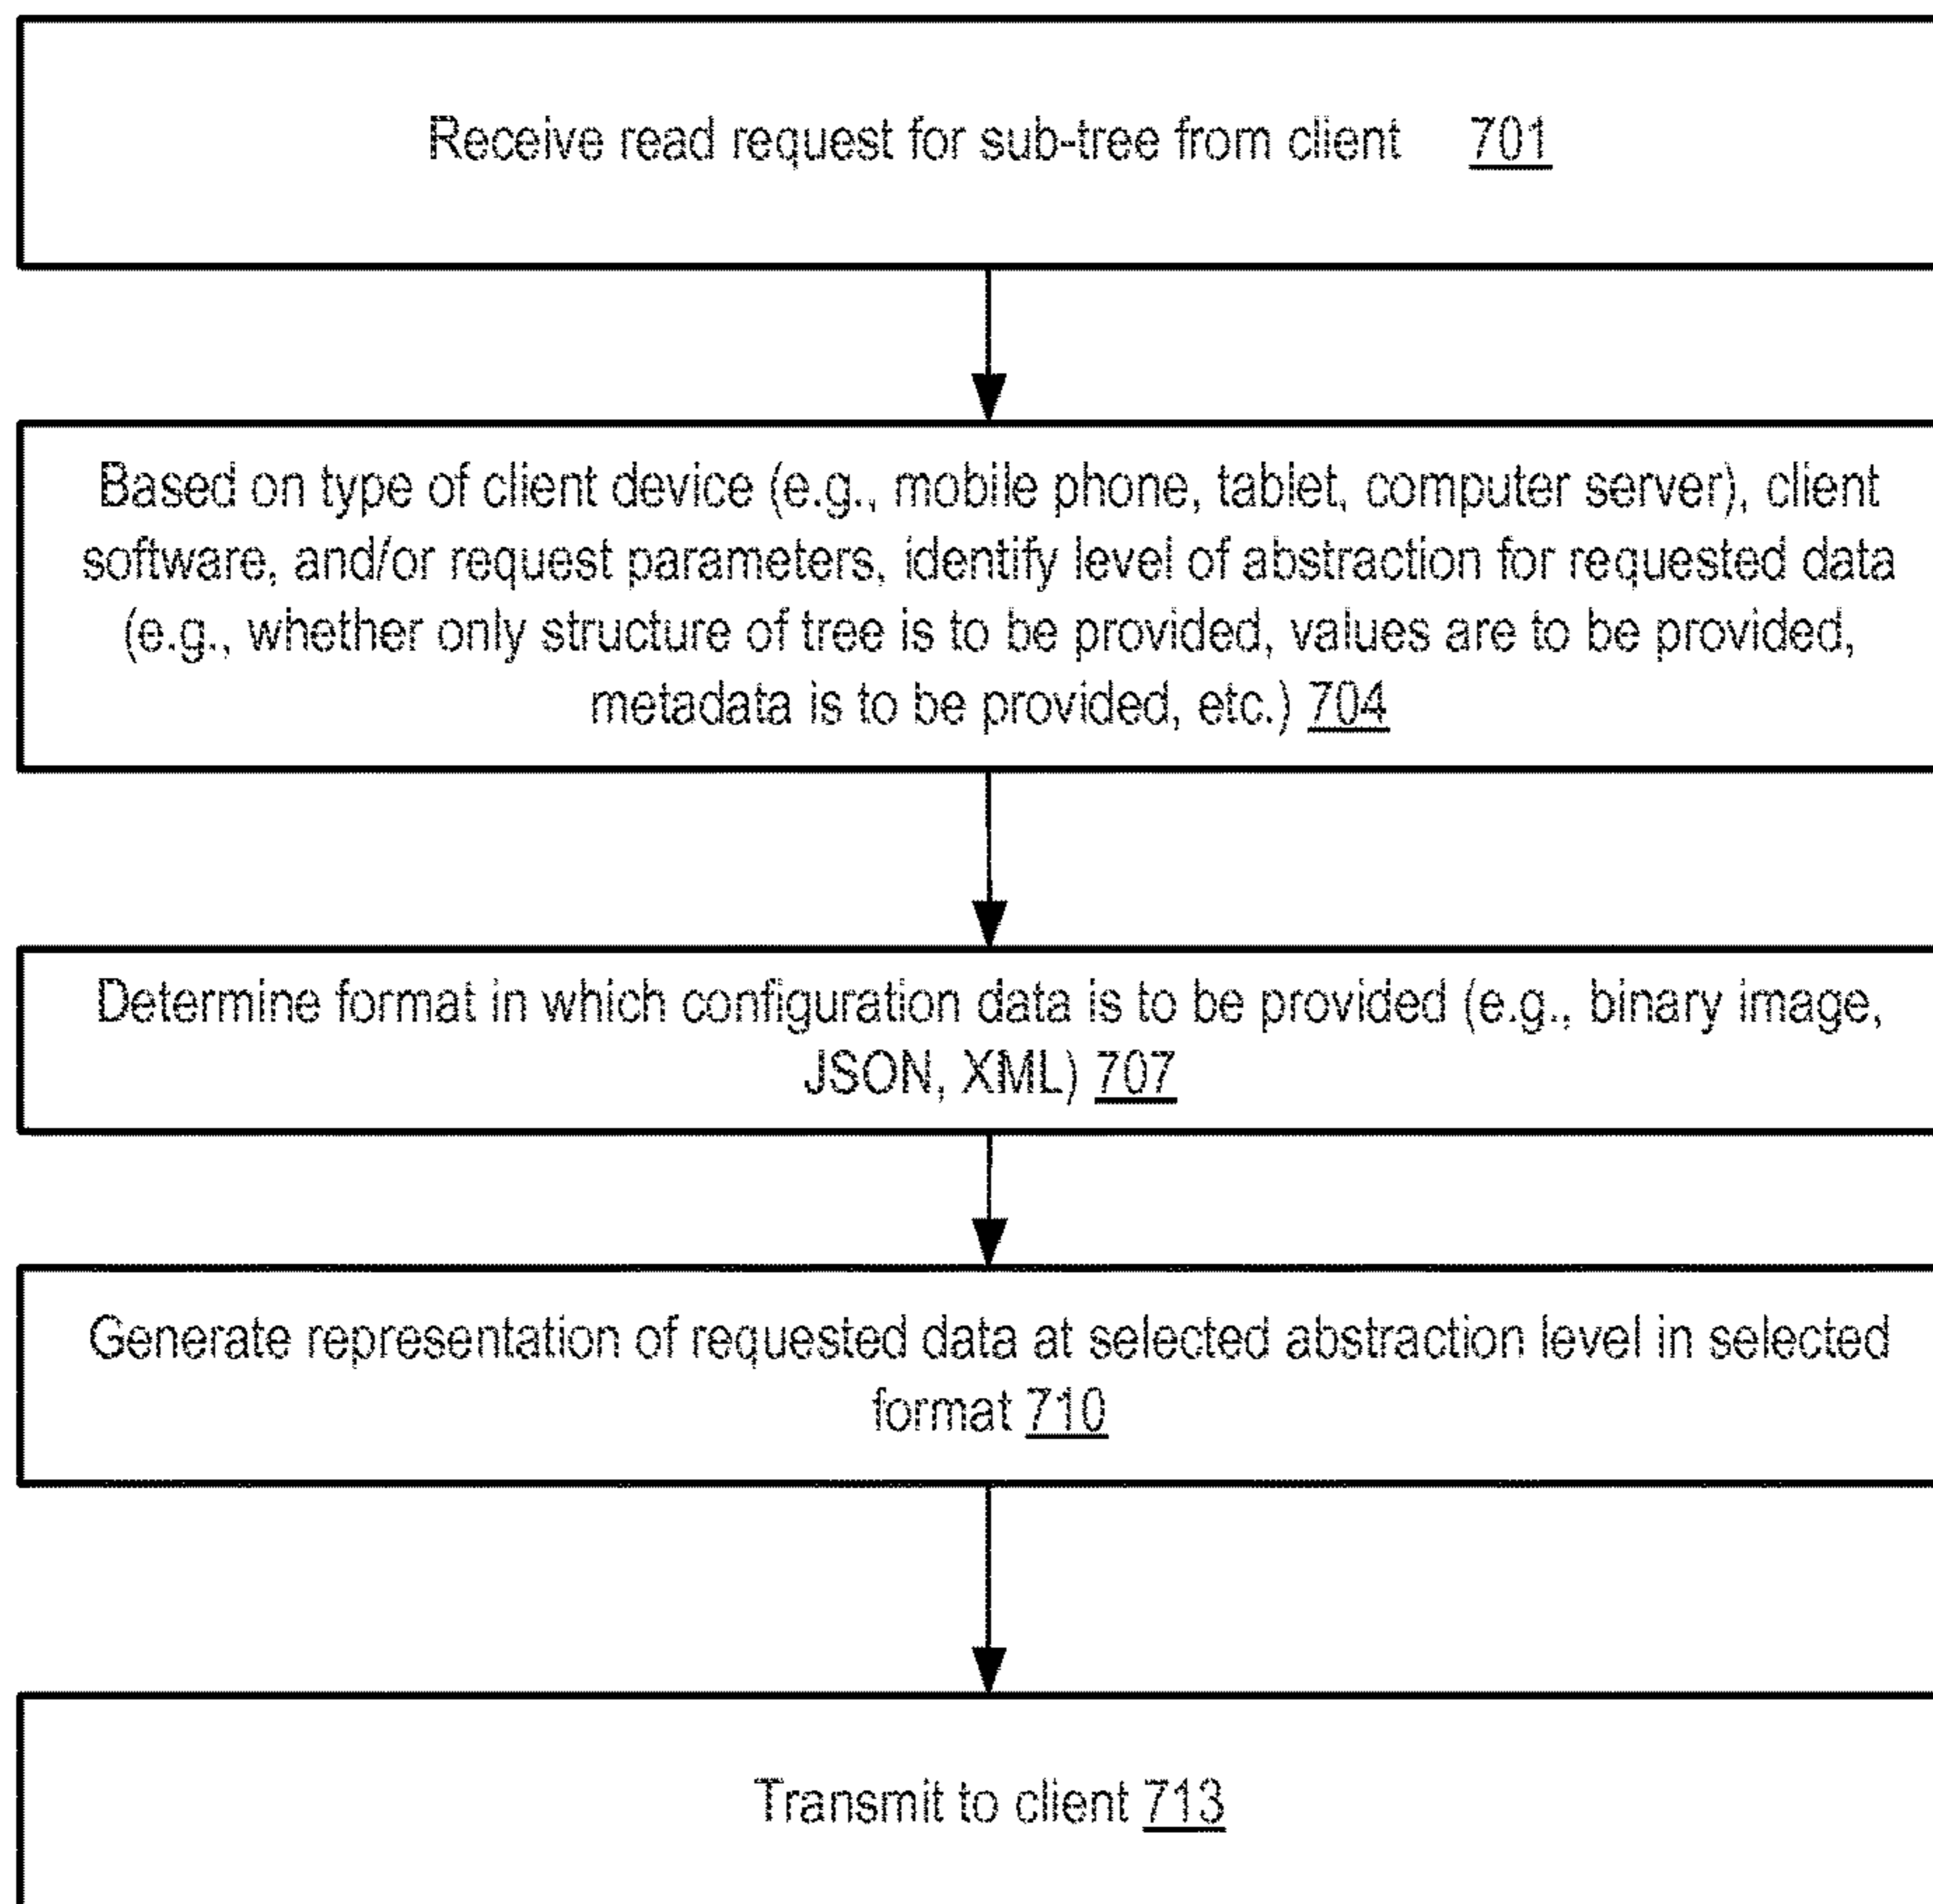 Receive read request for sub-tree from client 701
Based on type of client device (e.g., mobile phone, tablet, computer server), client
software, and/or request parameters, identify level of abstraction for requested data
(e.g., whether only structure of tree is to be provided, values are to be provided,
metadata is to be provided, etc.) 704
Determine format in which configuration data is to be provided (e.g., binary image,
JSON, XML) 707
Generate representation of requested data at selected abstraction level in selected
format 710
Transmit to client 713